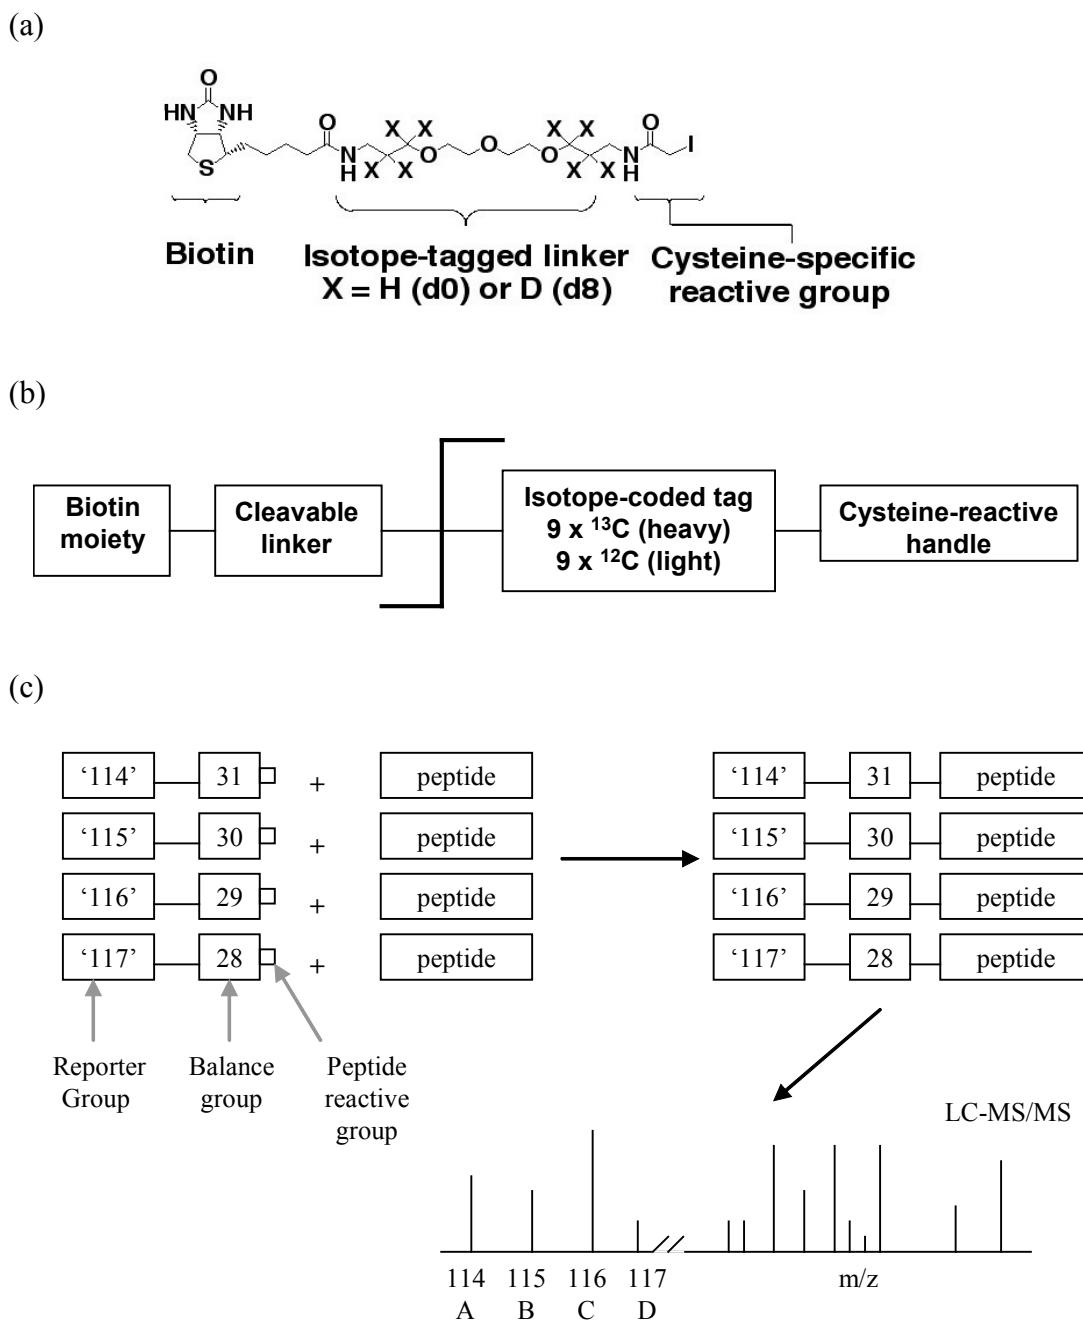 (a)
O
HN NH
S
O
N
H
X X
X X
O O O
X X
X X
N
H
O
I
Biotin
Isotope-tagged linker
X = H (d0) or D (d8)
Cysteine-specific
reactive group
(b)
Biotin
moiety
Cleavable
linker
Isotope-coded tag
9 x ¹³C (heavy)
9 x ¹²C (light)
Cysteine-reactive
handle
(c)
‘114’ 31 + peptide ‘114’ 31 peptide
‘115’ 30 + peptide ‘115’ 30 peptide
‘116’ 29 + peptide ‘116’ 29 peptide
‘117’ 28 + peptide ‘117’ 28 peptide
Reporter
Group
Balance
group
Peptide
reactive
group
LC-MS/MS
114 115 116 117 m/z
A B C D